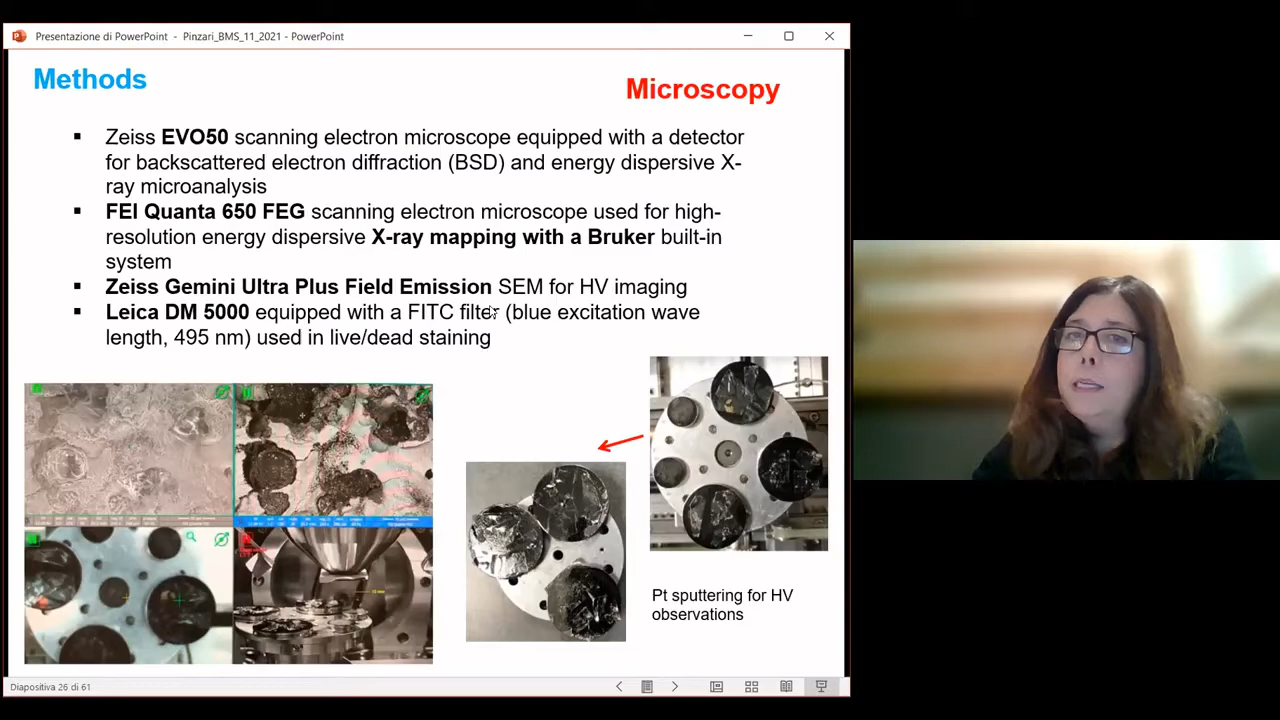 Presentazione di PowerPoint - Pinzari_BMS_11_2021 - PowerPoint
Methods
Microscopy
▪ Zeiss EVO50 scanning electron microscope equipped with a detector
for backscattered electron diffraction (BSD) and energy dispersive X-
ray microanalysis
▪ FEI Quanta 650 FEG scanning electron microscope used for high-
resolution energy dispersive X-ray mapping with a Bruker built-in
system
▪ Zeiss Gemini Ultra Plus Field Emission SEM for HV imaging
▪ Leica DM 5000 equipped with a FITC filter (blue excitation wave
length, 495 nm) used in live/dead staining
Pt sputtering for HV
observations
Diapositiva 26 di 61